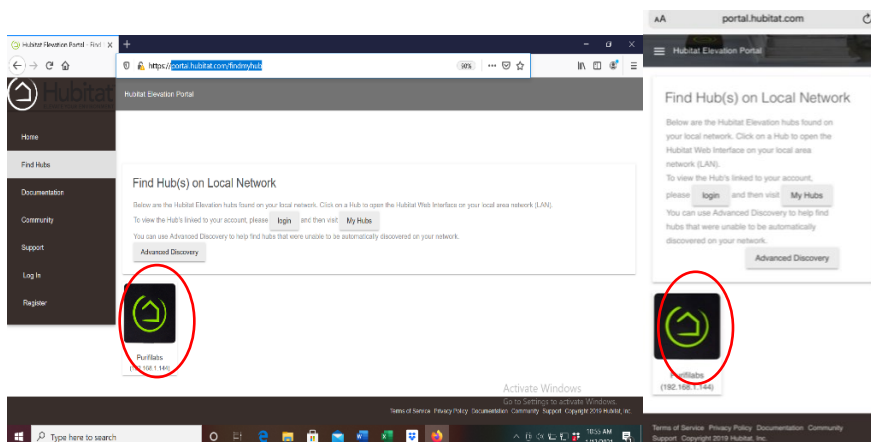 Hubitat Elevation Portal - Find
https://portal.hubitat.com/findmyhub
90%
Hubitat
Hubitat Elevation Portal
Home
Find Hubs
Documentation
Community
Support
Log In
Register
Find Hub(s) on Local Network
Below are the Hubitat Elevation hubs found on your local network. Click on a Hub to open the Hubitat Web Interface on your local area network (LAN).
To view the Hub's linked to your account, please login and then visit My Hubs
You can use Advanced Discovery to help find hubs that were unable to be automatically discovered on your network.
Advanced Discovery
Purifilabs
(192.168.1.144)
Activate Windows
Go to Settings to activate Windows.
Terms of Service Privacy Policy Documentation Community Support Copyright 2019 Hubitat, Inc.
Type here to search
10:55 AM
AA portal.hubitat.com
Hubitat Elevation Portal
Find Hub(s) on Local Network
Below are the Hubitat Elevation hubs found on
your local network. Click on a Hub to open the
Hubitat Web Interface on your local area
network (LAN).
To view the Hub's linked to your account,
please login and then visit My Hubs
You can use Advanced Discovery to help find
hubs that were unable to be automatically
discovered on your network.
Advanced Discovery
Purifilabs
(192.168.1.144)
Terms of Service Privacy Policy Documentation Community
Support Copyright 2019 Hubitat, Inc.